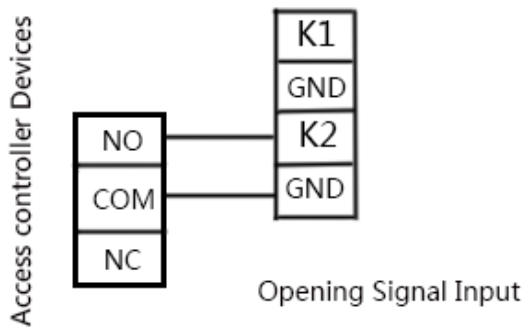 Access controller Devices
NO
COM
NC
K1
GND
K2
GND
Opening Signal Input